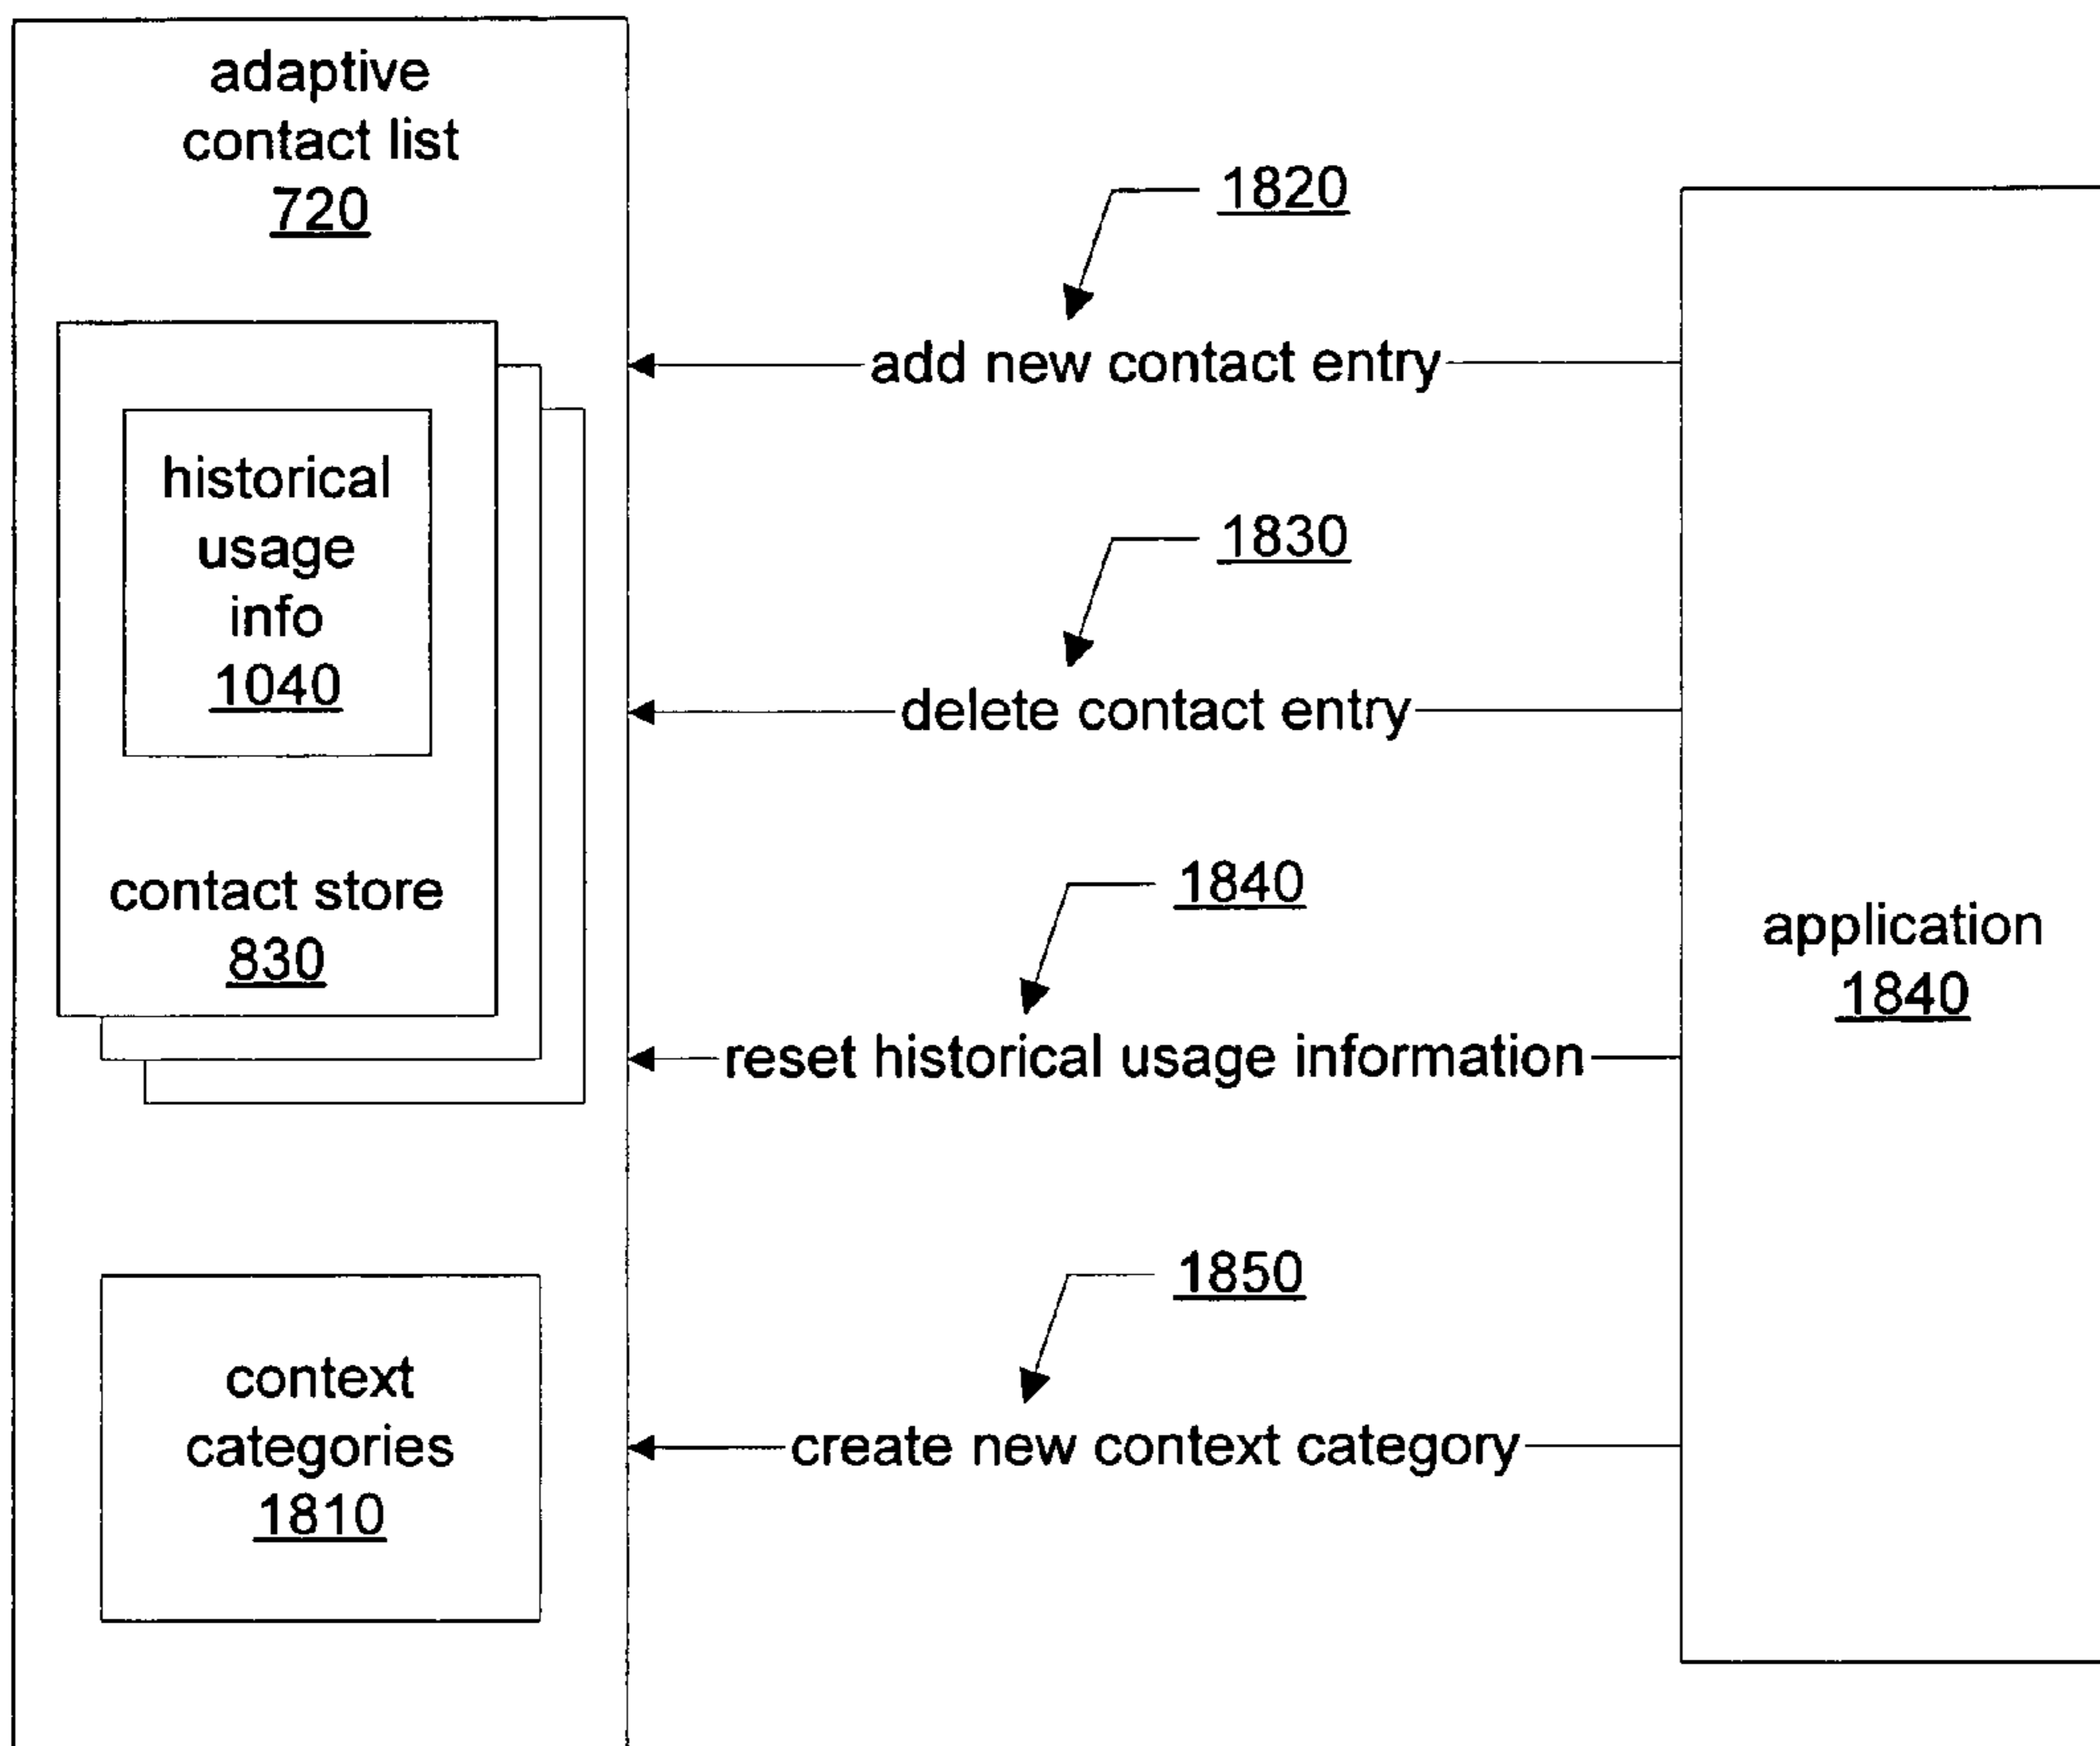 adaptive
contact list
720
historical
usage
info
1040
contact store
830
context
categories
1810
1820
add new contact entry
1830
delete contact entry
1840
reset historical usage information
1850
create new context category
application
1840